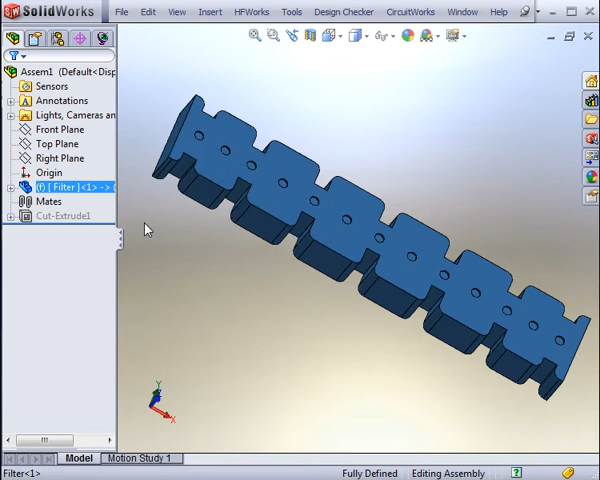 SolidWorks File Edit View Insert HFWorks Tools Design Checker CircuitWorks Window Help
Assem1 (Default<Disp
Sensors
Annotations
Lights, Cameras an
Front Plane
Top Plane
Right Plane
Origin
(f) [ Filter ]<1> -> (
Mates
Cut-Extrude1
Y
Z
X
Model Motion Study 1
Filter<1> Fully Defined Editing Assembly